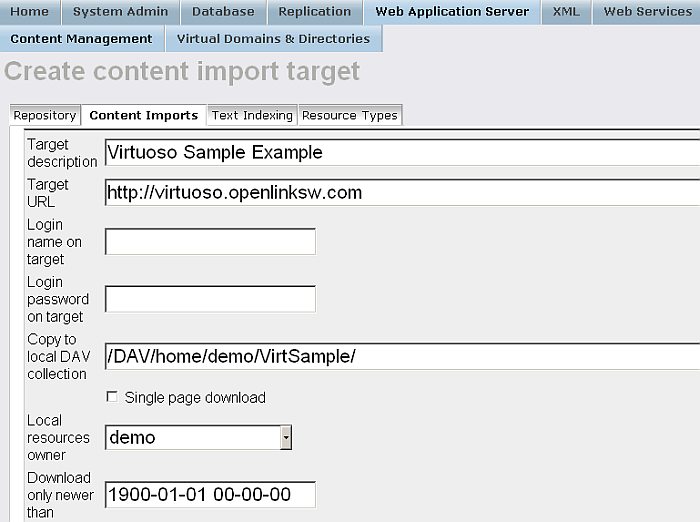 Home System Admin Database Replication Web Application Server XML Web Services
Content Management Virtual Domains & Directories
Create content import target
Repository Content Imports Text Indexing Resource Types
Target
description
Virtuoso Sample Example
Target
URL
http://virtuoso.openlinksw.com
Login
name on
target
Login
password
on target
Copy to
local DAV
collection
/DAV/home/demo/VirtSample/
Single page download
Local
resources
owner
demo
Download
only newer
than
1900-01-01 00-00-00